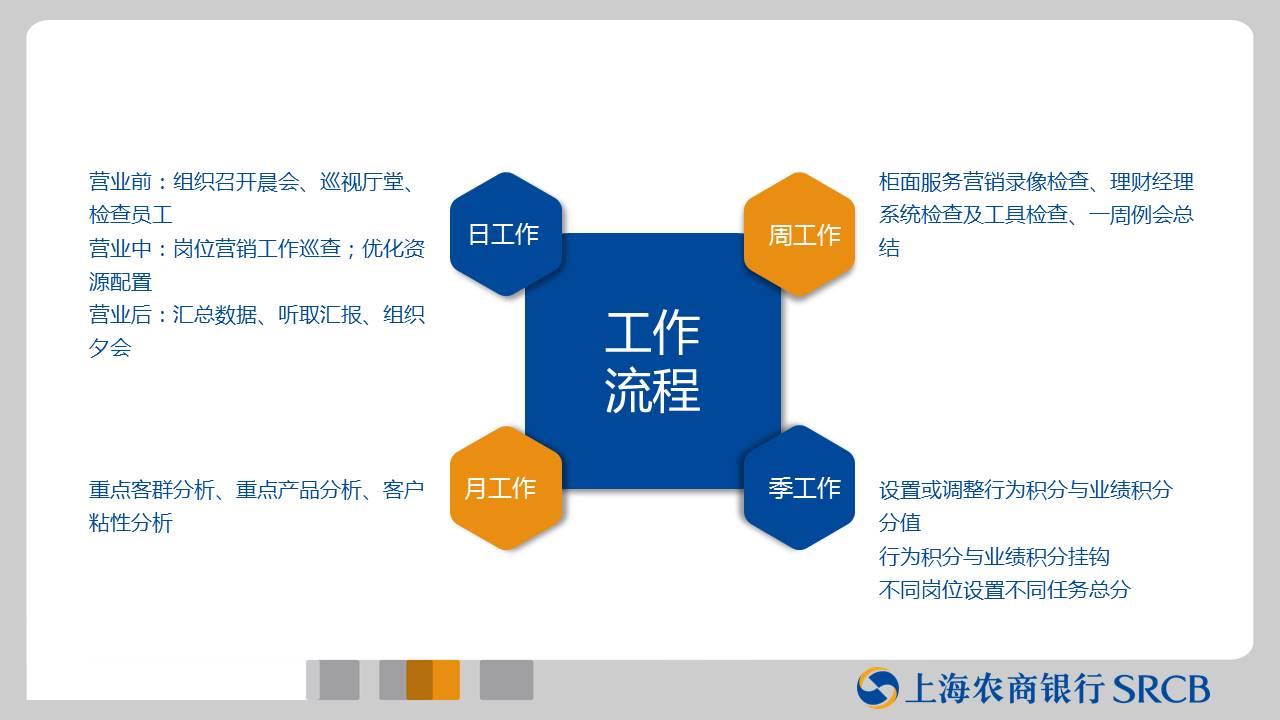 营业前：组织召开晨会、巡视厅堂、
检查员工
营业中：岗位营销工作巡查；优化资
源配置
营业后：汇总数据、听取汇报、组织
夕会
日工作
周工作
柜面服务营销录像检查、理财经理
系统检查及工具检查、一周例会总
结
工作
流程
重点客群分析、重点产品分析、客户
粘性分析
月工作
季工作
设置或调整行为积分与业绩积分
分值
行为积分与业绩积分挂钩
不同岗位设置不同任务总分
上海农商银行 SRCB